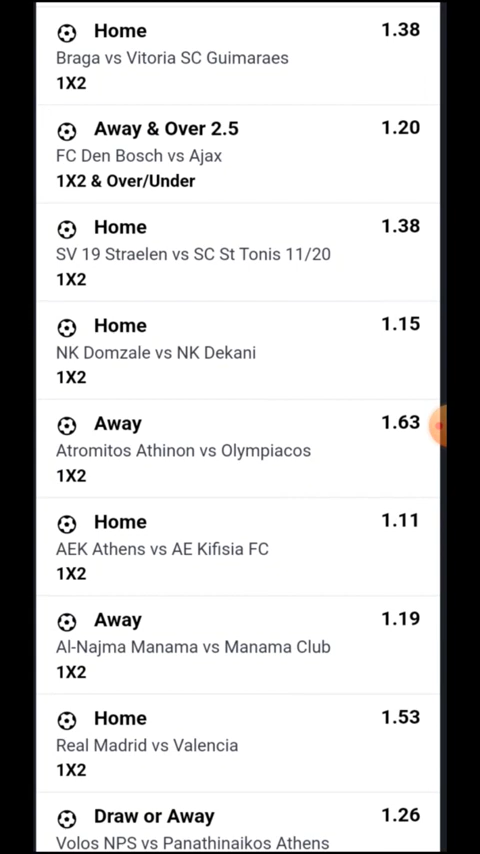 Home 1.38
Braga vs Vitoria SC Guimaraes
1X2
Away & Over 2.5 1.20
FC Den Bosch vs Ajax
1X2 & Over/Under
Home 1.38
SV 19 Straelen vs SC St Tonis 11/20
1X2
Home 1.15
NK Domzale vs NK Dekani
1X2
Away 1.63
Atromitos Athinon vs Olympiacos
1X2
Home 1.11
AEK Athens vs AE Kifisia FC
1X2
Away 1.19
Al-Najma Manama vs Manama Club
1X2
Home 1.53
Real Madrid vs Valencia
1X2
Draw or Away 1.26
Volos NPS vs Panathinaikos Athens